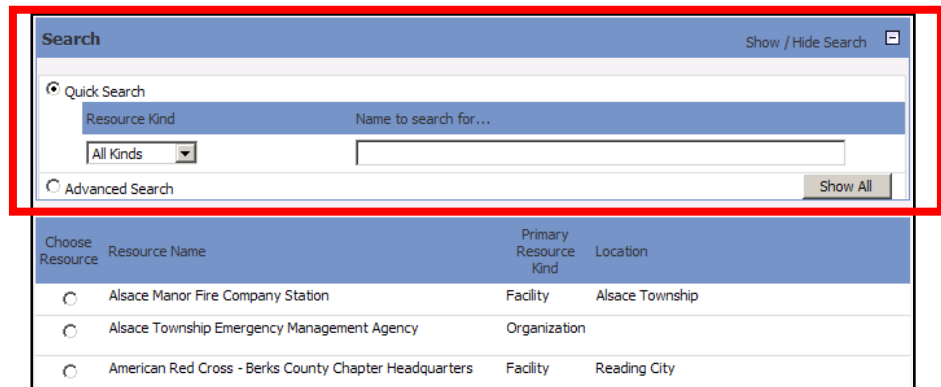 Search Show / Hide Search
Quick Search
Resource Kind Name to search for...
All Kinds
Advanced Search Show All
Choose Resource Resource Name Primary Resource Kind Location
Alsace Manor Fire Company Station Facility Alsace Township
Alsace Township Emergency Management Agency Organization
American Red Cross - Berks County Chapter Headquarters Facility Reading City